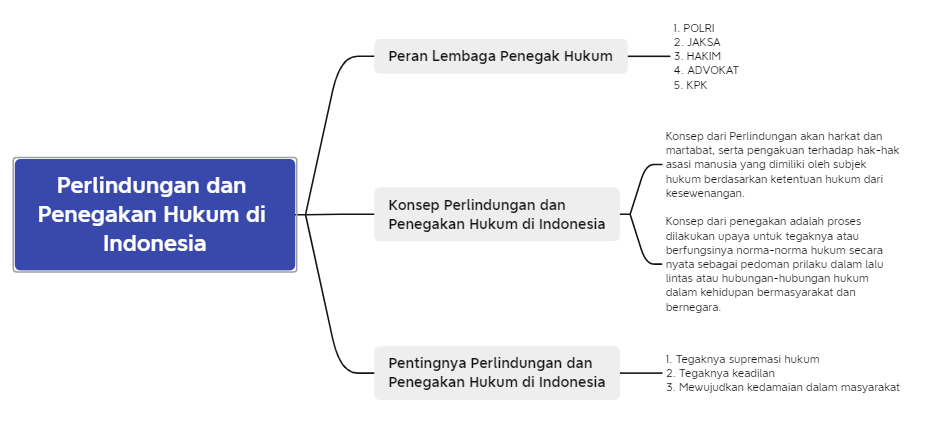 Perlindungan dan
Penegakan Hukum di
Indonesia
Peran Lembaga Penegak Hukum
1. POLRI
2. JAKSA
3. HAKIM
4. ADVOKAT
5. KPK
Konsep Perlindungan dan
Penegakan Hukum di Indonesia
Konsep dari Perlindungan akan harkat dan
martabat, serta pengakuan terhadap hak-hak
asasi manusia yang dimiliki oleh subjek
hukum berdasarkan ketentuan hukum dari
kesewenangan.
Konsep dari penegakan adalah proses
dilakukan upaya untuk tegaknya atau
berfungsinya norma-norma hukum secara
nyata sebagai pedoman prilaku dalam lalu
lintas atau hubungan-hubungan hukum
dalam kehidupan bermasyarakat dan
bernegara.
Pentingnya Perlindungan dan
Penegakan Hukum di Indonesia
1. Tegaknya supremasi hukum
2. Tegaknya keadilan
3. Mewujudkan kedamaian dalam masyarakat